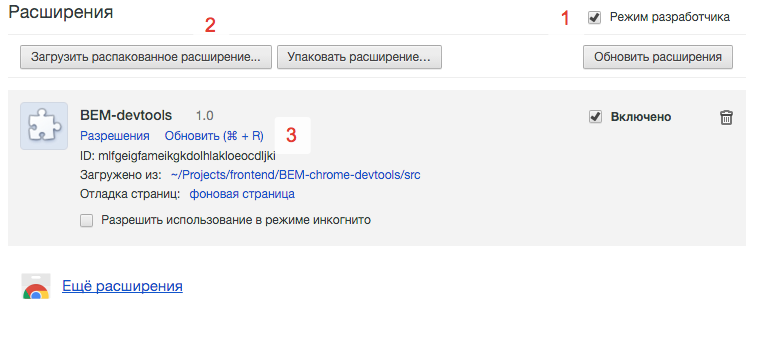 Расширения
2
1
Режим разработчика
Загрузить распакованное расширение...
Упаковать расширение...
Обновить расширения
BEM-devtools 1.0
Включено
Разрешения Обновить (⌘ + R)
3
ID: mlfgeigfameikgkdolhlakloeocdljki
Загружено из: ~/Projects/frontend/BEM-chrome-devtools/src
Отладка страниц: фоновая страница
Разрешить использование в режиме инкогнито
Ещё расширения